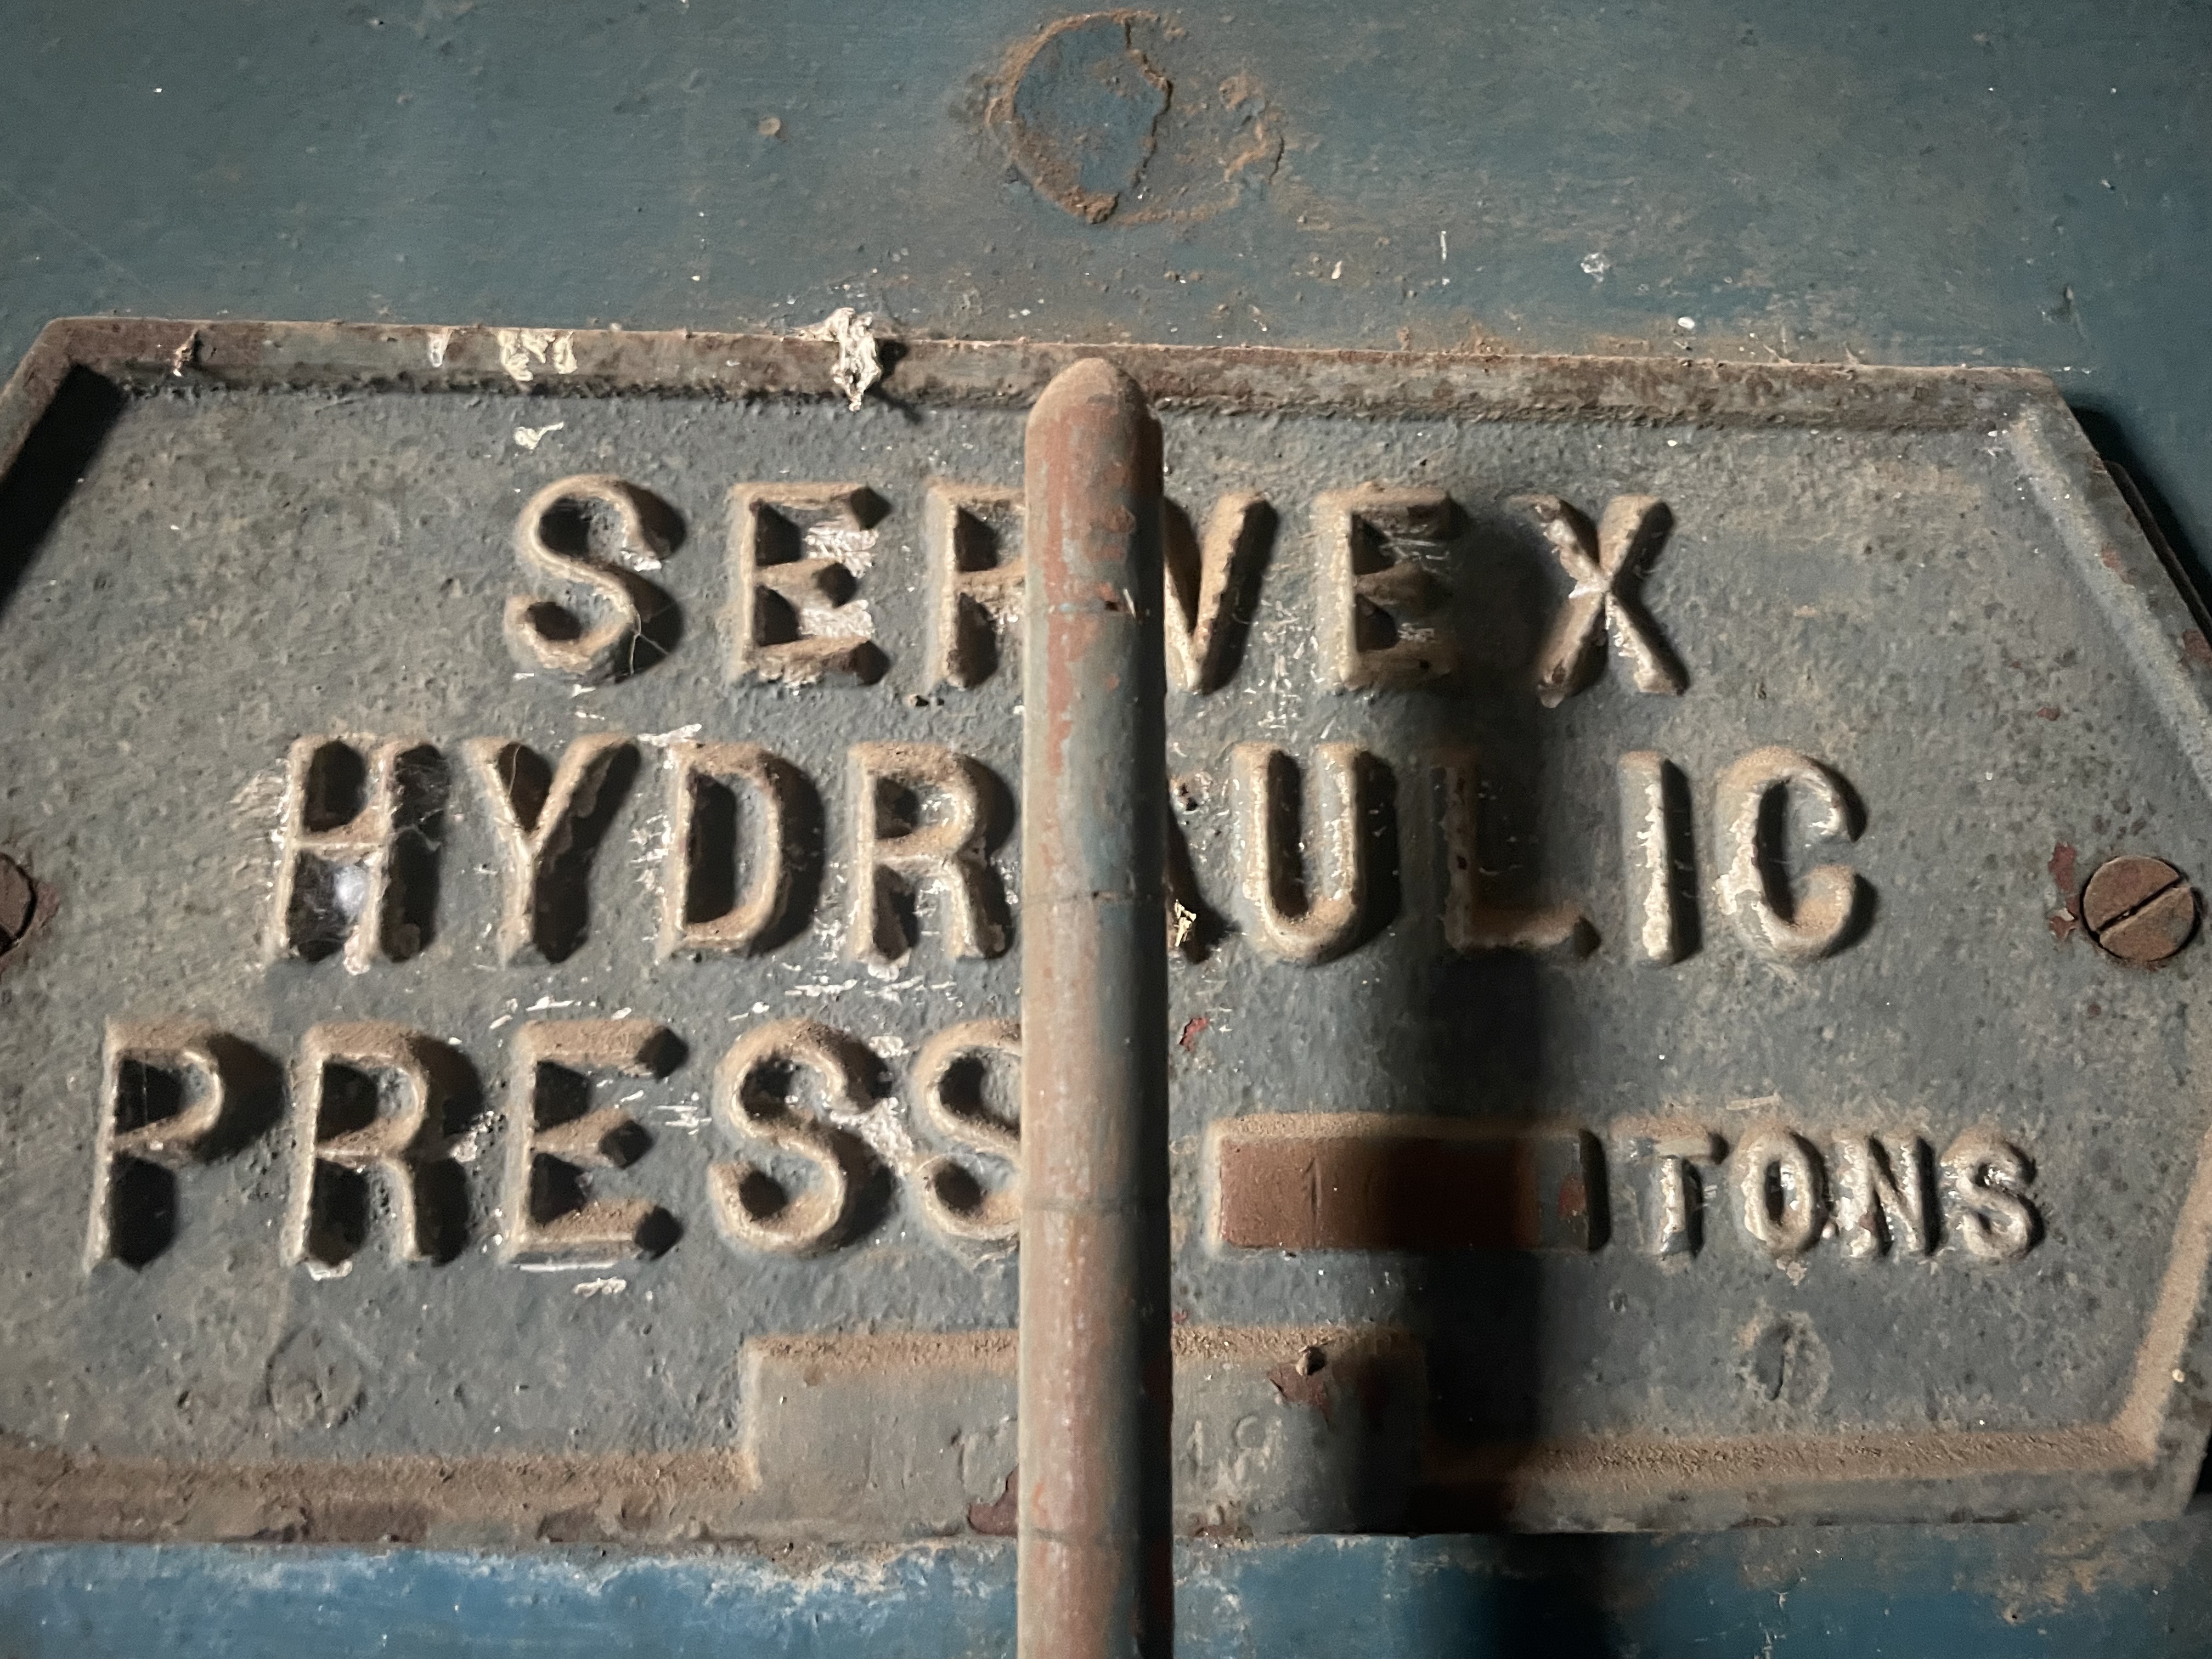 SERVEX
HYDRAULIC
PRESS TONS